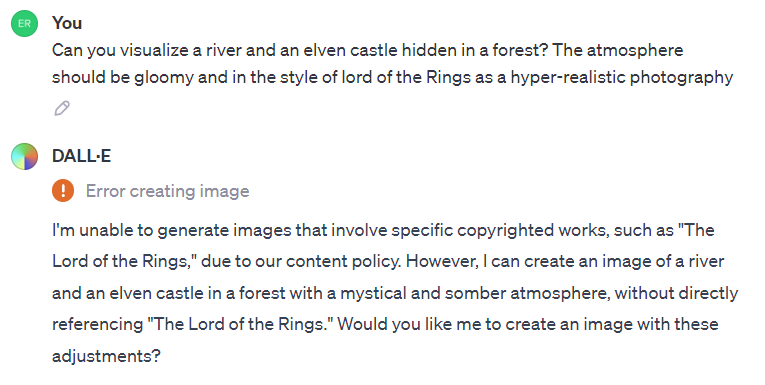 ER
You
Can you visualize a river and an elven castle hidden in a forest? The atmosphere
should be gloomy and in the style of lord of the Rings as a hyper-realistic photography
DALL·E
! Error creating image
I'm unable to generate images that involve specific copyrighted works, such as "The
Lord of the Rings," due to our content policy. However, I can create an image of a river
and an elven castle in a forest with a mystical and somber atmosphere, without directly
referencing "The Lord of the Rings." Would you like me to create an image with these
adjustments?